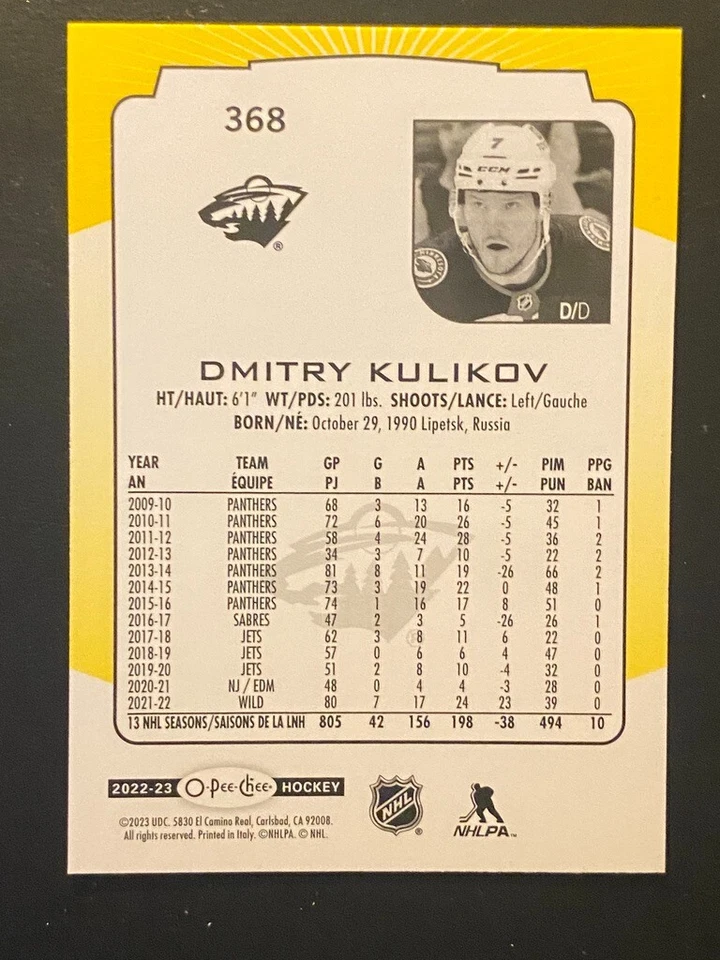 368
®
7
CCM
MINNESOTA
D/D
DMITRY KULIKOV
HT/HAUT: 6'1" WT/PDS: 201 lbs. SHOOTS/LANCE: Left/Gauche
BORN/NÉ: October 29, 1990 Lipetsk, Russia
YEAR TEAM GP G A PTS +/- PIM PPG
AN ÉQUIPE PJ B A PTS +/- PUN BAN
2009-10 PANTHERS 68 3 13 16 -5 32 1
2010-11 PANTHERS 72 6 20 26 -5 45 1
2011-12 PANTHERS 58 4 24 28 -5 36 2
2012-13 PANTHERS 34 3 7 10 -5 22 2
2013-14 PANTHERS 81 8 11 19 -26 66 2
2014-15 PANTHERS 73 3 19 22 0 48 1
2015-16 PANTHERS 74 1 16 17 8 51 0
2016-17 SABRES 47 2 3 5 -26 26 1
2017-18 JETS 62 3 8 11 6 22 0
2018-19 JETS 57 0 6 6 4 47 0
2019-20 JETS 51 2 8 10 -4 32 0
2020-21 NJ / EDM 48 0 4 4 -3 28 0
2021-22 WILD 80 7 17 24 23 39 0
13 NHL SEASONS/SAISONS DE LA LNH 805 42 156 198 -38 494 10
2022-23 O-Pee-Chee HOCKEY
NHL ®
NHLPA™
©2023 UDC. 5830 El Camino Real, Carlsbad, CA 92008.
All rights reserved. Printed in Italy. ©NHLPA. © NHL.